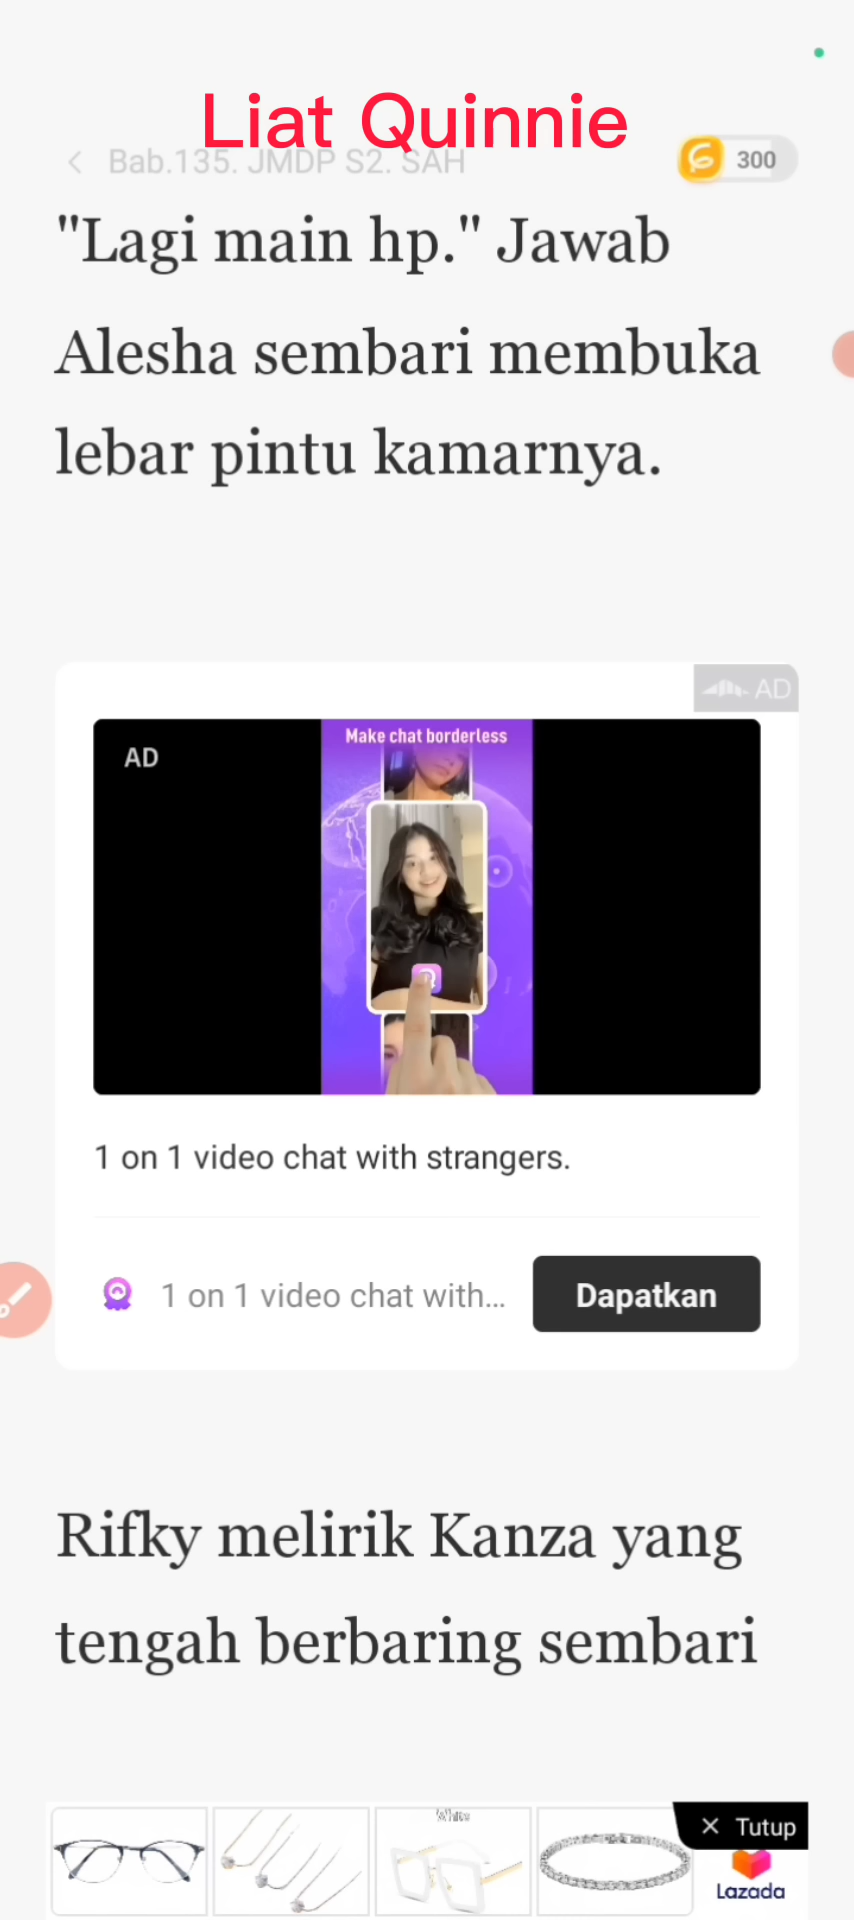 Liat Quinnie
Bab.135. JMDP S2. SAH
300
"Lagi main hp." Jawab
Alesha sembari membuka
lebar pintu kamarnya.
AD
AD
Make chat borderless
1 on 1 video chat with strangers.
1 on 1 video chat with...
Dapatkan
Rifky melirik Kanza yang
tengah berbaring sembari
White
Tutup
Lazada